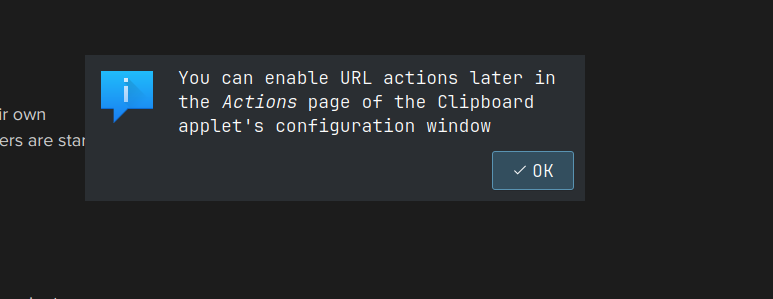 You can enable URL actions later in
the Actions page of the Clipboard
applet's configuration window
ir own
ers are star
OK